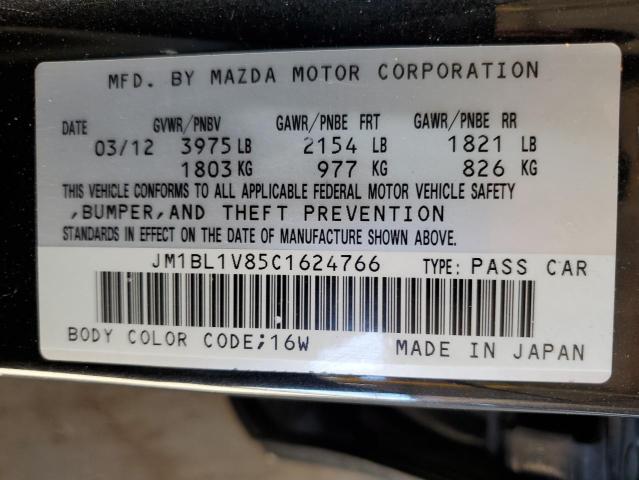 MFD. BY MAZDA MOTOR CORPORATION
DATE GVWR/PNBV GAWR/PNBE FRT GAWR/PNBE RR
03/12 3975 LB 2154 LB 1821 LB
1803 KG 977 KG 826 KG
THIS VEHICLE CONFORMS TO ALL APPLICABLE FEDERAL MOTOR VEHICLE SAFETY
,BUMPER,AND THEFT PREVENTION
STANDARDS IN EFFECT ON THE DATE OF MANUFACTURE SHOWN ABOVE.
JM1BL1V85C1624766 TYPE: PASS CAR
BODY COLOR CODE;16W MADE IN JAPAN